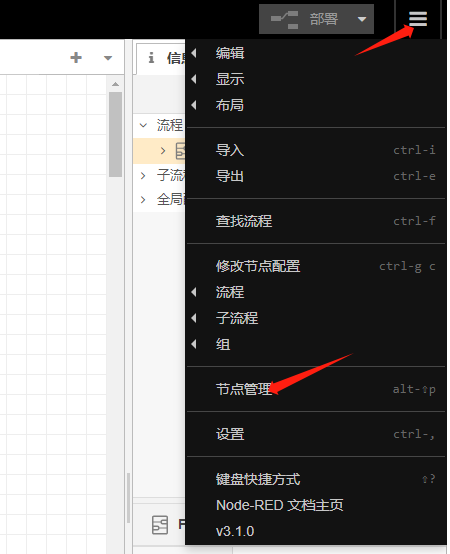 部署
信息
编辑
显示
布局
流程
子流程
导入 ctrl-i
导出 ctrl-e
查找流程 ctrl-f
修改节点配置 ctrl-g c
流程
子流程
组
节点管理 alt-⇧p
设置 ctrl-,
键盘快捷方式 ⇧?
Node-RED 文档主页
v3.1.0